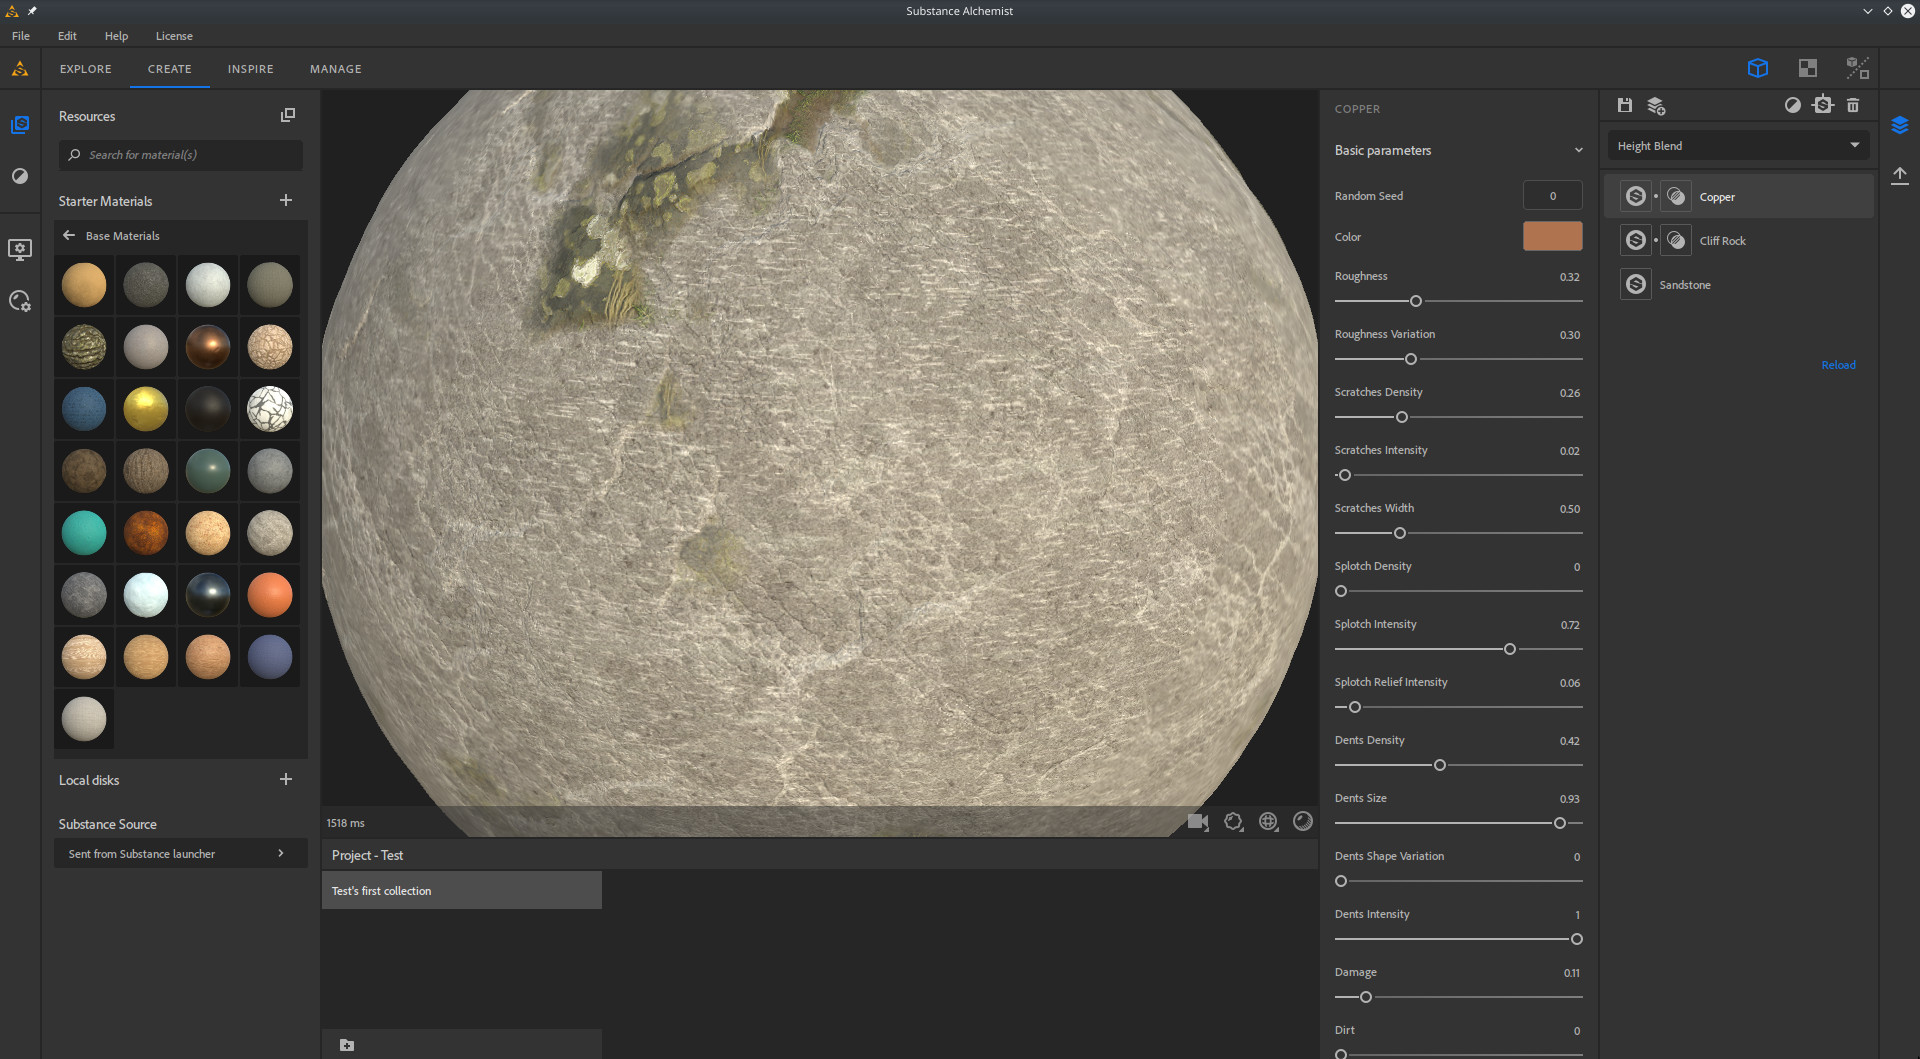 Substance Alchemist
File Edit Help License
EXPLORE CREATE INSPIRE MANAGE
Resources
Search for material(s)
Starter Materials
Base Materials
Local disks
Substance Source
Sent from Substance launcher
1518 ms
Project - Test
Test's first collection
COPPER
Basic parameters
Random Seed 0
Color
Roughness 0.32
Roughness Variation 0.30
Scratches Density 0.26
Scratches Intensity 0.02
Scratches Width 0.50
Splotch Density 0
Splotch Intensity 0.72
Splotch Relief Intensity 0.06
Dents Density 0.42
Dents Size 0.93
Dents Shape Variation 0
Dents Intensity 1
Damage 0.11
Dirt 0
Height Blend
Copper
Cliff Rock
Sandstone
Reload